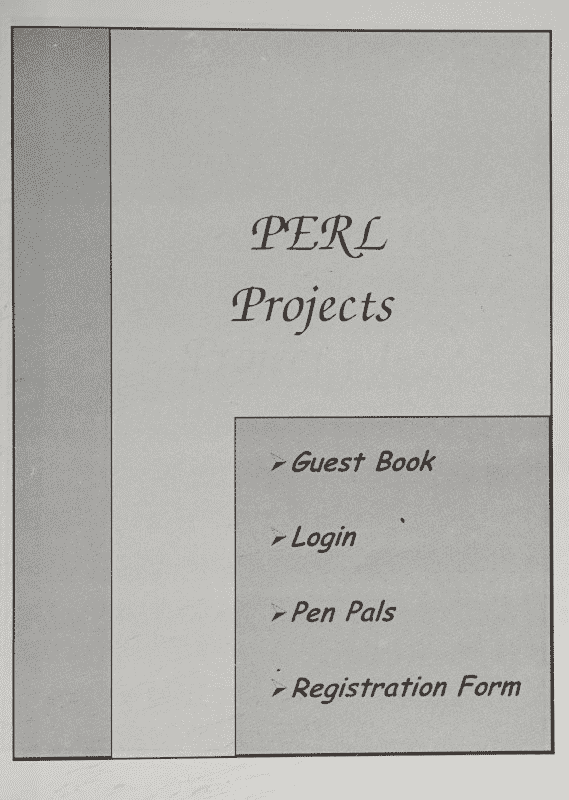 PERL
Projects
➢ Guest Book
➢ Login
➢ Pen Pals
➢ Registration Form